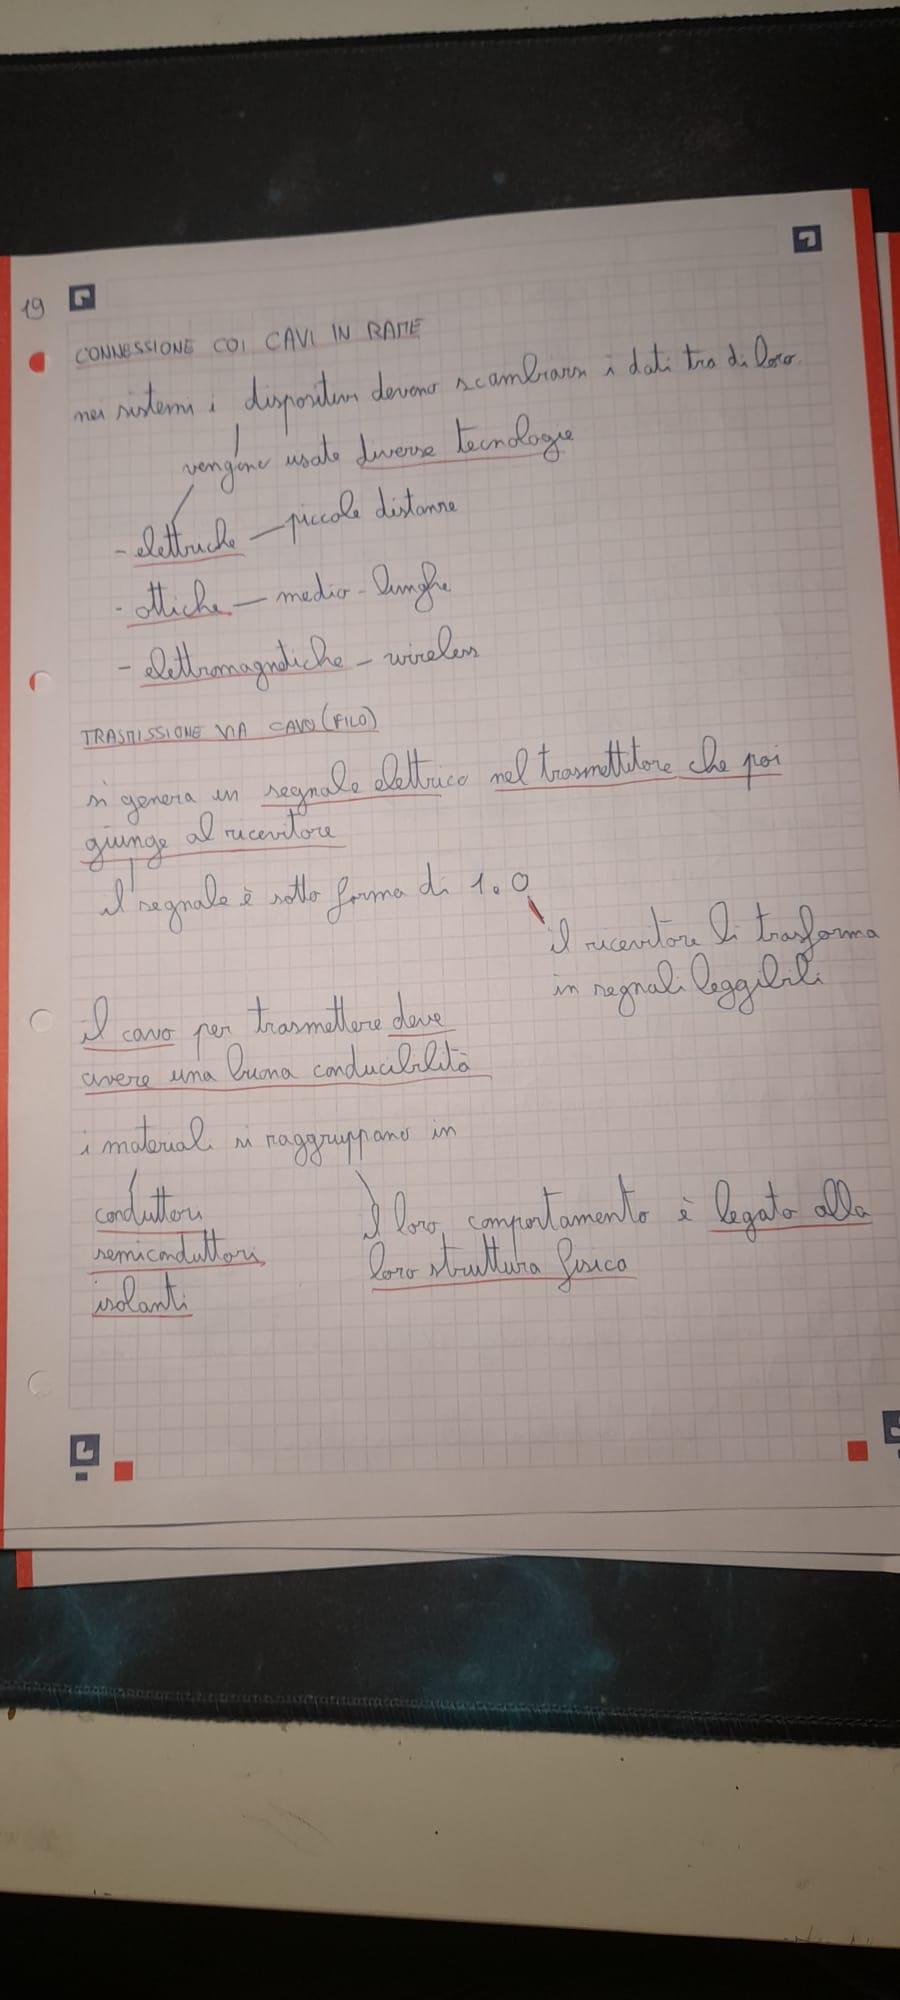 19
CONNESSIONE COI CAVI IN RAME
nei sistemi i dispositivi devono scambiarsi i dati tra di loro
vengono usate diverse tecnologie
- elettriche — piccole distanze
- ottiche — medio - lunghe
- elettromagnetiche - wireless
TRASMISSIONE VIA CAVO (FILO)
si genera un segnale elettrico nel trasmettitore che poi
giunge al ricevitore
il segnale è sotto forma di 1 e 0
il ricevitore li trasforma
in segnali leggibili
il cavo per trasmettere deve
avere una buona conducibilità
i materiali si raggruppano in
conduttori
semiconduttori
isolanti
il loro comportamento è legato alla
loro struttura fisica